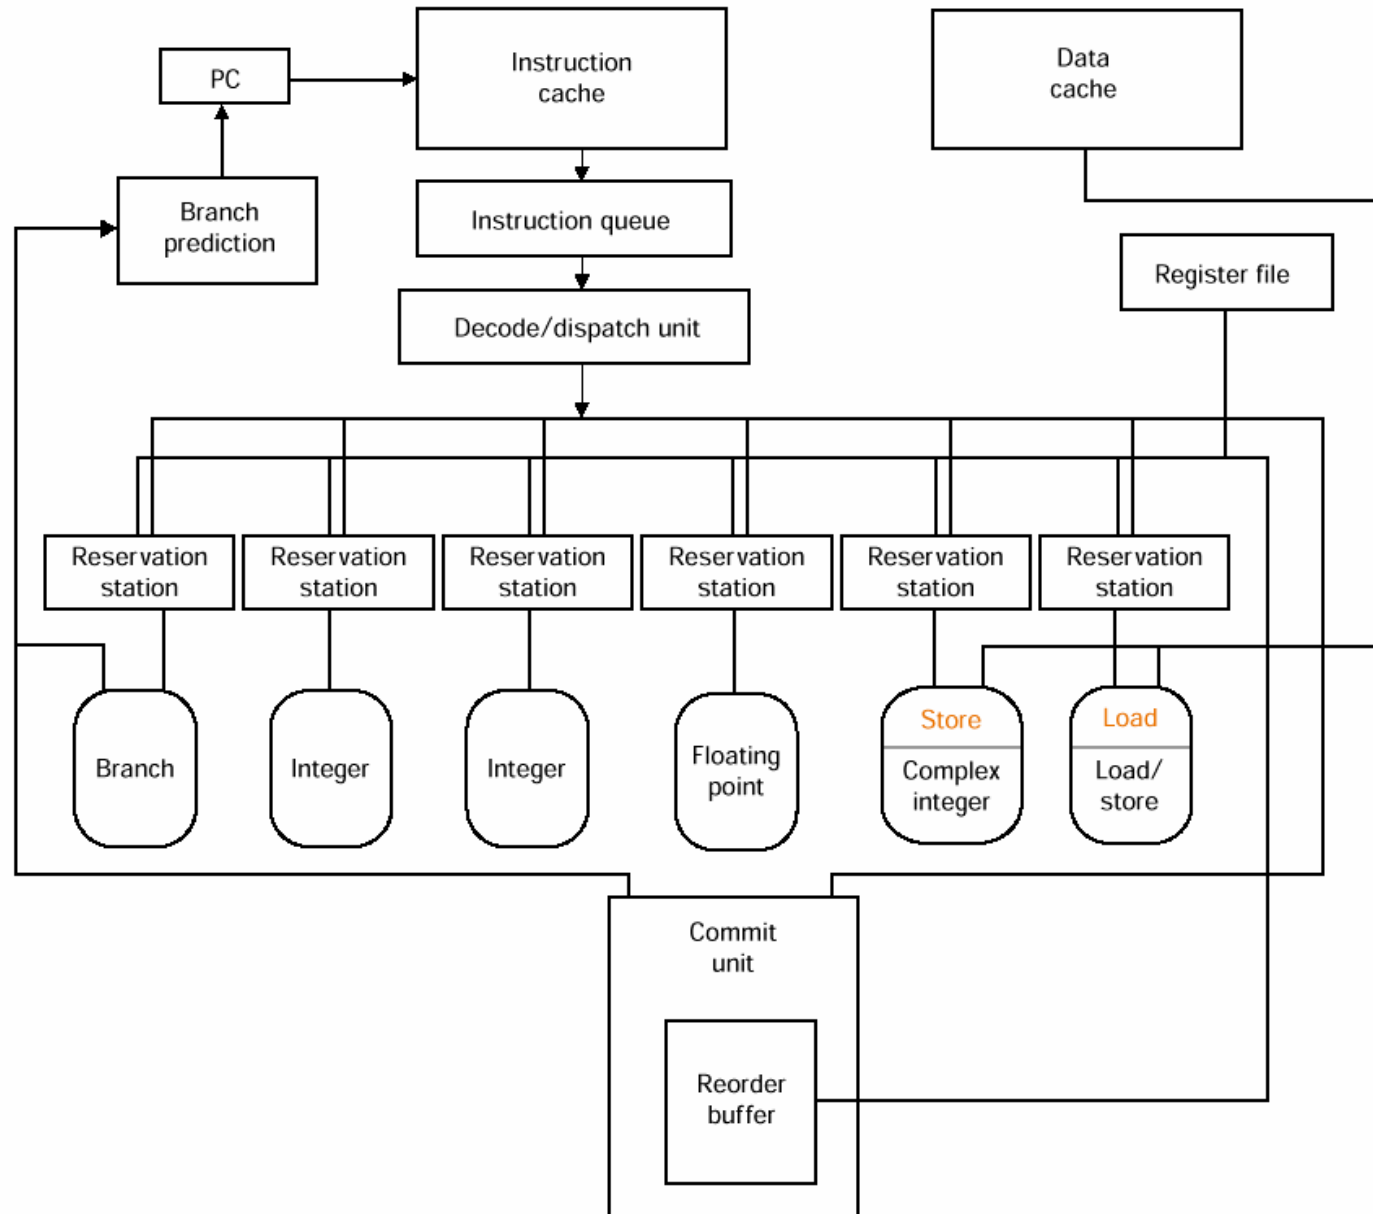 PC
Instruction
cache
Data
cache
Branch
prediction
Instruction queue
Register file
Decode/dispatch unit
Reservation
station
Reservation
station
Reservation
station
Reservation
station
Reservation
station
Reservation
station
Branch
Integer
Integer
Floating
point
Store
Complex
integer
Load
Load/
store
Commit
unit
Reorder
buffer